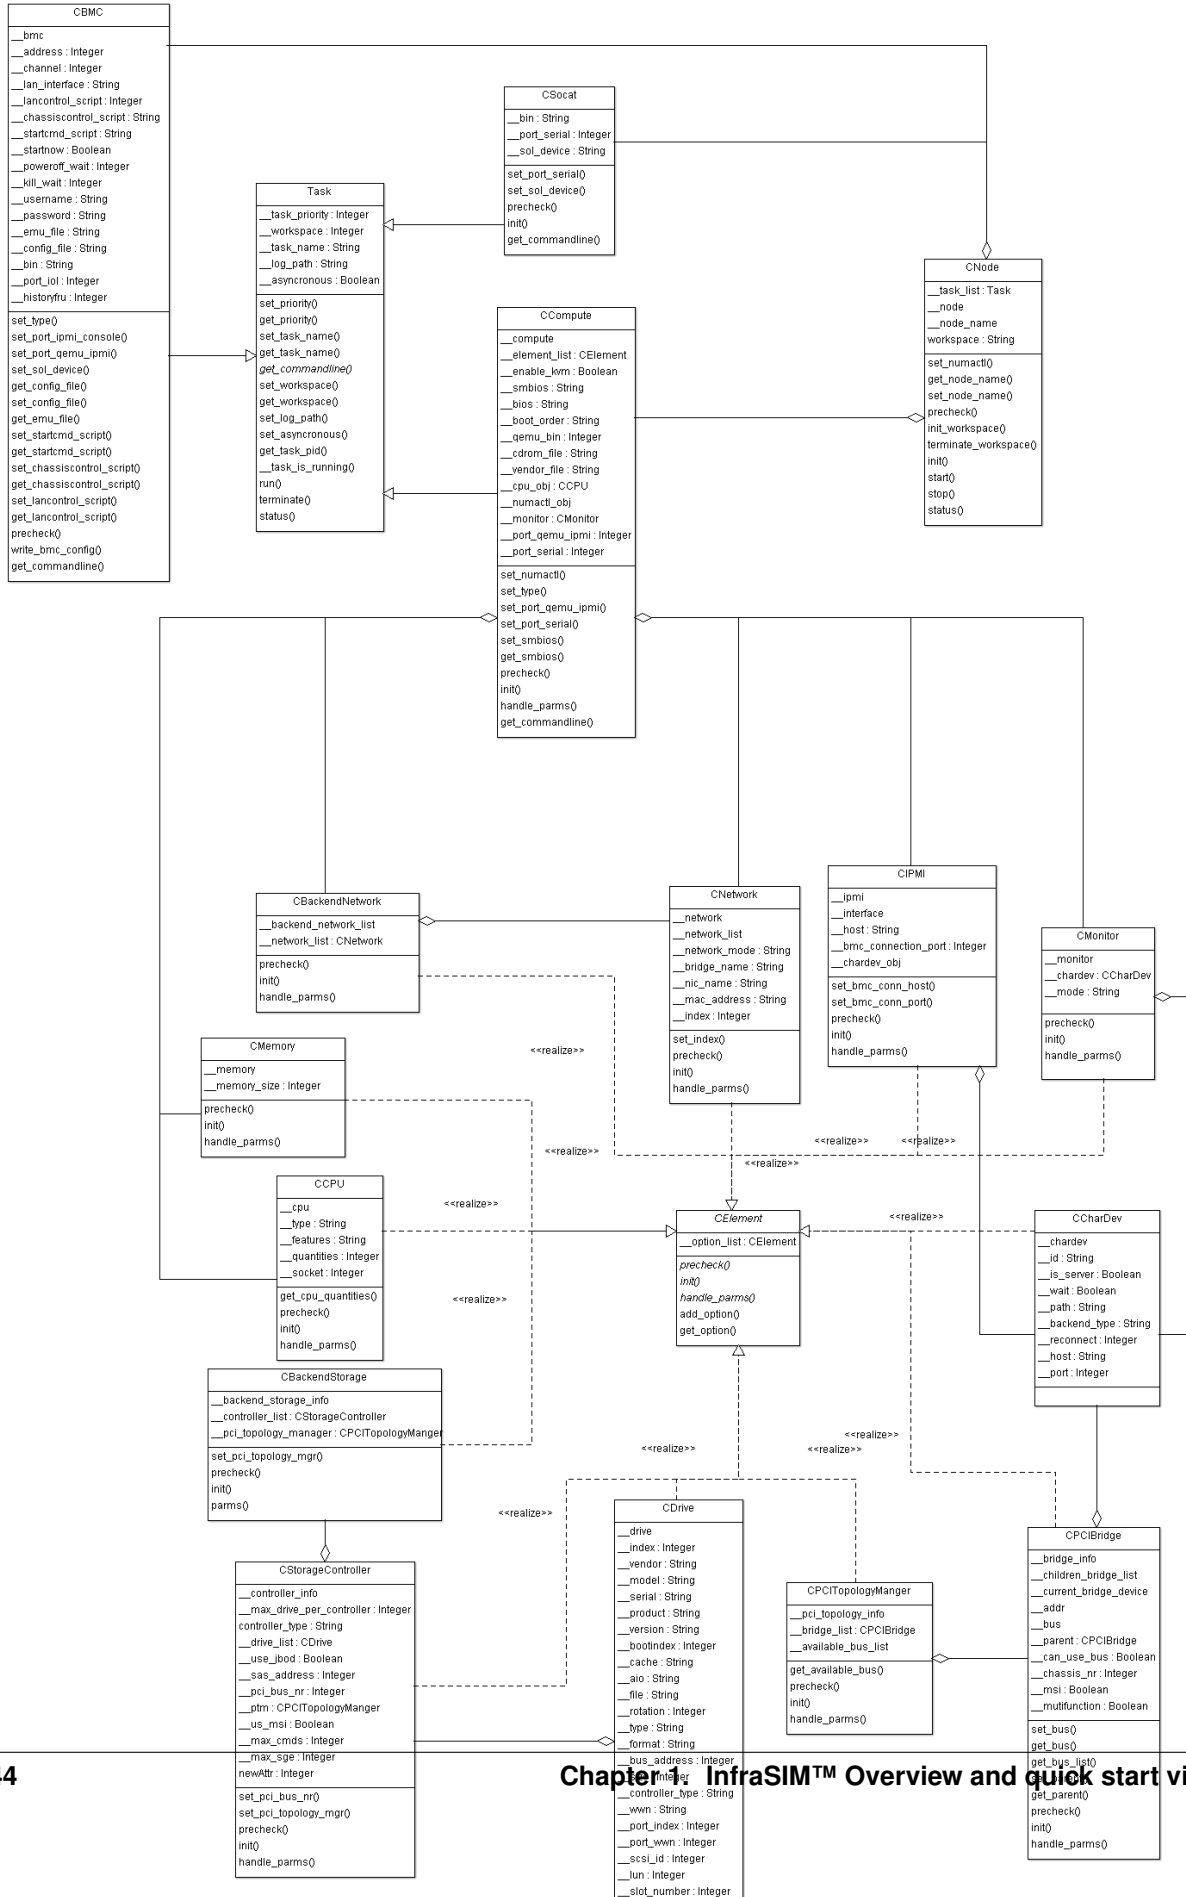 CBMC
__bmc
__address : Integer
__channel : Integer
__lan_interface : String
__lancontrol_script : Integer
__chassiscontrol_script : String
__startcmd_script : String
__startnow : Boolean
__poweroff_wait : Integer
__kill_wait : Integer
__username : String
__password : String
__emu_file : String
__config_file : String
__bin : String
__port_iol : Integer
__historyfru : Integer
set_type()
set_port_ipmi_console()
set_port_qemu_ipmi()
set_sol_device()
get_config_file()
set_config_file()
get_emu_file()
set_startcmd_script()
get_startcmd_script()
set_chassiscontrol_script()
get_chassiscontrol_script()
set_lancontrol_script()
get_lancontrol_script()
precheck()
write_bmc_config()
get_commandline()
Task
__task_priority : Integer
__workspace : Integer
__task_name : String
__log_path : String
__asyncronous : Boolean
set_priority()
get_priority()
set_task_name()
get_task_name()
get_commandline()
set_workspace()
get_workspace()
set_log_path()
set_asyncronous()
get_task_pid()
__task_is_running()
run()
terminate()
status()
CSocat
__bin : String
__port_serial : Integer
__sol_device : String
set_port_serial()
set_sol_device()
precheck()
init()
get_commandline()
CNode
__task_list : Task
__node
__node_name
workspace : String
set_numactl()
get_node_name()
set_node_name()
precheck()
init_workspace()
terminate_workspace()
init()
start()
stop()
status()
CCompute
__compute
__element_list : CElement
__enable_kvm : Boolean
__smbios : String
__bios : String
__boot_order : String
__qemu_bin : Integer
__cdrom_file : String
__vendor_file : String
__cpu_obj : CCPU
__numactl_obj
__monitor : CMonitor
__port_qemu_ipmi : Integer
__port_serial : Integer
set_numactl()
set_type()
set_port_qemu_ipmi()
set_port_serial()
set_smbios()
get_smbios()
precheck()
init()
handle_parms()
get_commandline()
CBackendNetwork
__backend_network_list
__network_list : CNetwork
precheck()
init()
handle_parms()
CNetwork
__network
__network_list
__network_mode : String
__bridge_name : String
__nic_name : String
__mac_address : String
__index : Integer
set_index()
precheck()
init()
handle_parms()
CIPMI
__ipmi
__interface
__host : String
__bmc_connection_port : Integer
__chardev_obj
set_bmc_conn_host()
set_bmc_conn_port()
precheck()
init()
handle_parms()
CMonitor
__monitor
__chardev : CCharDev
__mode : String
precheck()
init()
handle_parms()
CMemory
__memory
__memory_size : Integer
precheck()
init()
handle_parms()
<<realize>>
<<realize>>
<<realize>>
<<realize>>
<<realize>>
CCPU
__cpu
__type : String
__features : String
__quantities : Integer
__socket : Integer
get_cpu_quantities()
precheck()
init()
handle_parms()
<<realize>>
<<realize>>
<<realize>>
CElement
__option_list : CElement
precheck()
init()
handle_parms()
add_option()
get_option()
CCharDev
__chardev
__id : String
__is_server : Boolean
__wait : Boolean
__path : String
__backend_type : String
__reconnect : Integer
__host : String
__port : Integer
CBackendStorage
__backend_storage_info
__controller_list : CStorageController
__pci_topology_manager : CPCITopologyManger
set_pci_topology_mgr()
precheck()
init()
parms()
<<realize>>
<<realize>>
<<realize>>
<<realize>>
CStorageController
__controller_info
__max_drive_per_controller : Integer
controller_type : String
__drive_list : CDrive
__use_jbod : Boolean
__sas_address : Integer
__pci_bus_nr : Integer
__ptm : CPCITopologyManger
__us_msi : Boolean
__max_cmds : Integer
__max_sge : Integer
newAttr : Integer
set_pci_bus_nr()
set_pci_topology_mgr()
precheck()
init()
handle_parms()
CDrive
__drive
__index : Integer
__vendor : String
__model : String
__serial : String
__product : String
__version : String
__bootindex : Integer
__cache : String
__aio : String
__file : String
__rotation : Integer
__type : String
__format : String
__bus_address : Integer
__controller_type : String
__wwn : String
__port_index : Integer
__port_wwn : Integer
__scsi_id : Integer
__lun : Integer
__slot_number : Integer
CPCITopologyManger
__pci_topology_info
__bridge_list : CPCIBridge
__available_bus_list
get_available_bus()
precheck()
init()
handle_parms()
CPCIBridge
__bridge_info
__children_bridge_list
__current_bridge_device
__addr
__bus
__parent : CPCIBridge
__can_use_bus : Boolean
__chassis_nr : Integer
__msi : Boolean
__mutifunction : Boolean
set_bus()
get_bus()
get_bus_list()
get_parent()
precheck()
init()
handle_parms()
44
Chapter 1. InfraSIM™ Overview and quick start vi